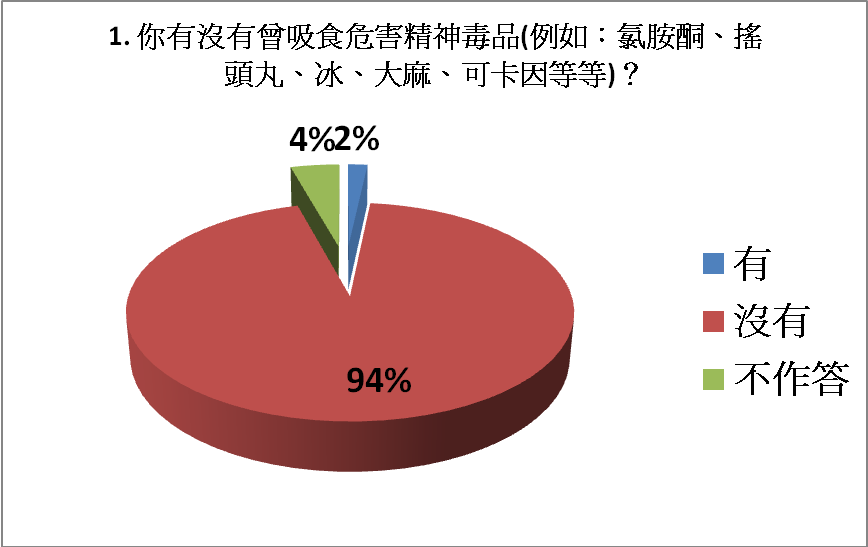 1. 你有沒有曾吸食危害精神毒品(例如：氯胺酮、搖
頭丸、冰、大麻、可卡因等等)？
4% 2%
94%
有
沒有
不作答